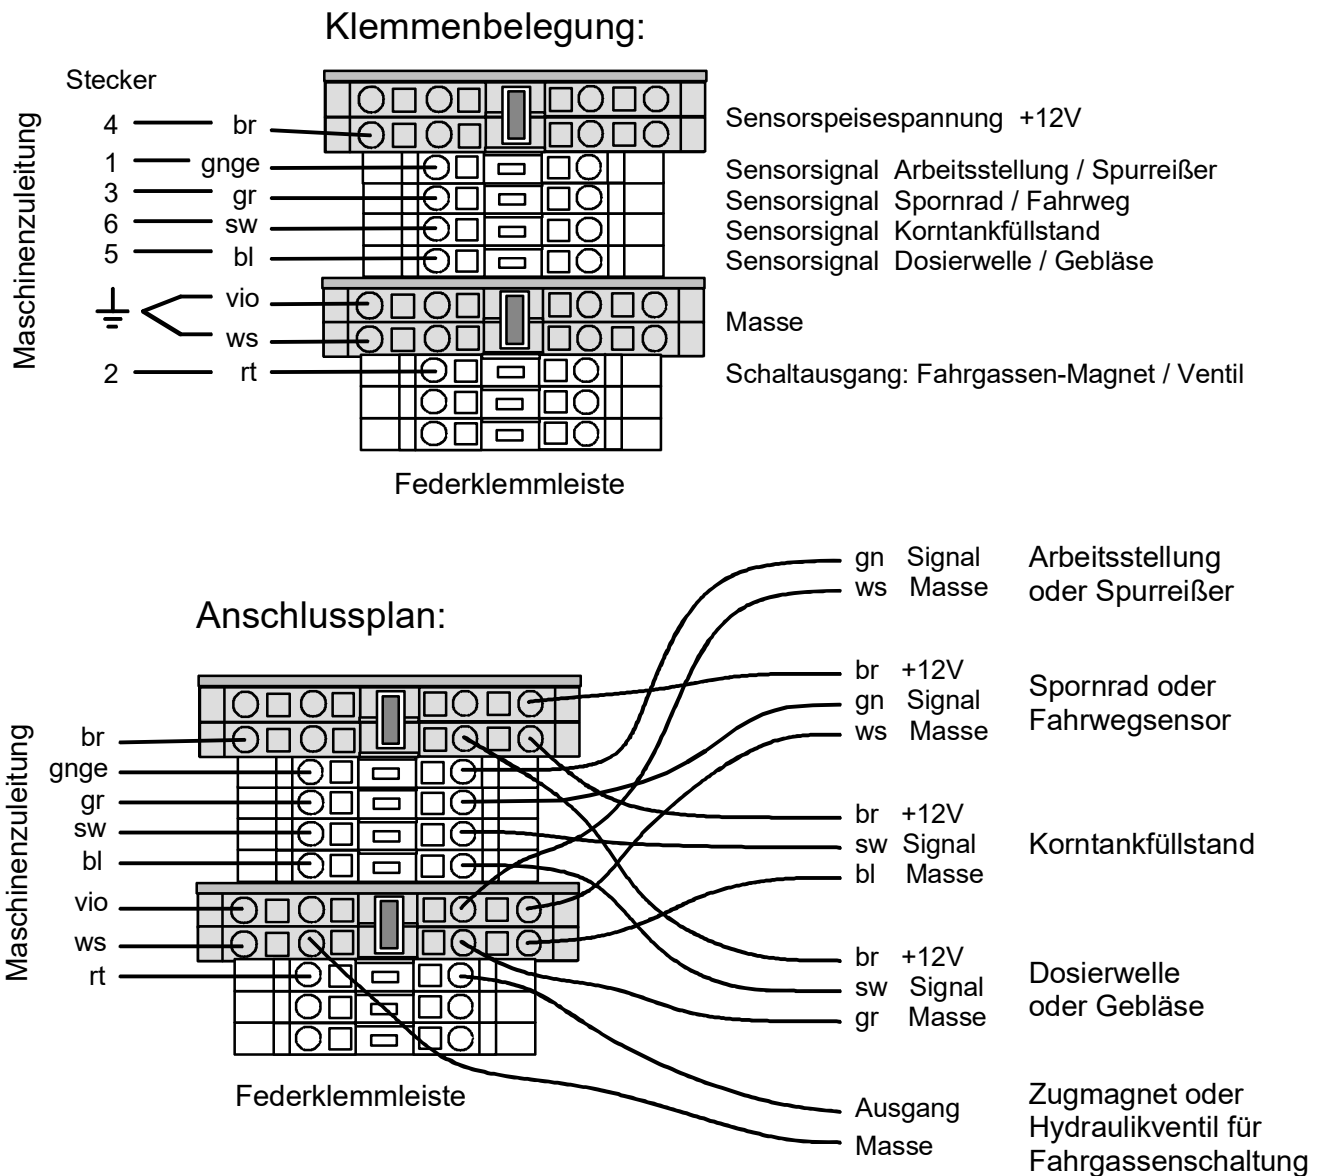 Klemmenbelegung:
Stecker
Maschinenzuleitung
4 br Sensorspeisespannung +12V
1 gnge Sensorsignal Arbeitsstellung / Spurreißer
3 gr Sensorsignal Spornrad / Fahrweg
6 sw Sensorsignal Korntankfüllstand
5 bl Sensorsignal Dosierwelle / Gebläse
vio
Masse
ws
2 rt Schaltausgang: Fahrgassen-Magnet / Ventil
Federklemmleiste
Anschlussplan:
Maschinenzuleitung
br
gnge
gr
sw
bl
vio
ws
rt
Federklemmleiste
gn Signal Arbeitsstellung
ws Masse oder Spurreißer
br +12V
gn Signal
ws Masse
Spornrad oder
Fahrwegsensor
br +12V
sw Signal Korntankfüllstand
bl Masse
br +12V
sw Signal
gr Masse
Dosierwelle
oder Gebläse
Ausgang
Masse
Zugmagnet oder
Hydraulikventil für
Fahrgassenschaltung